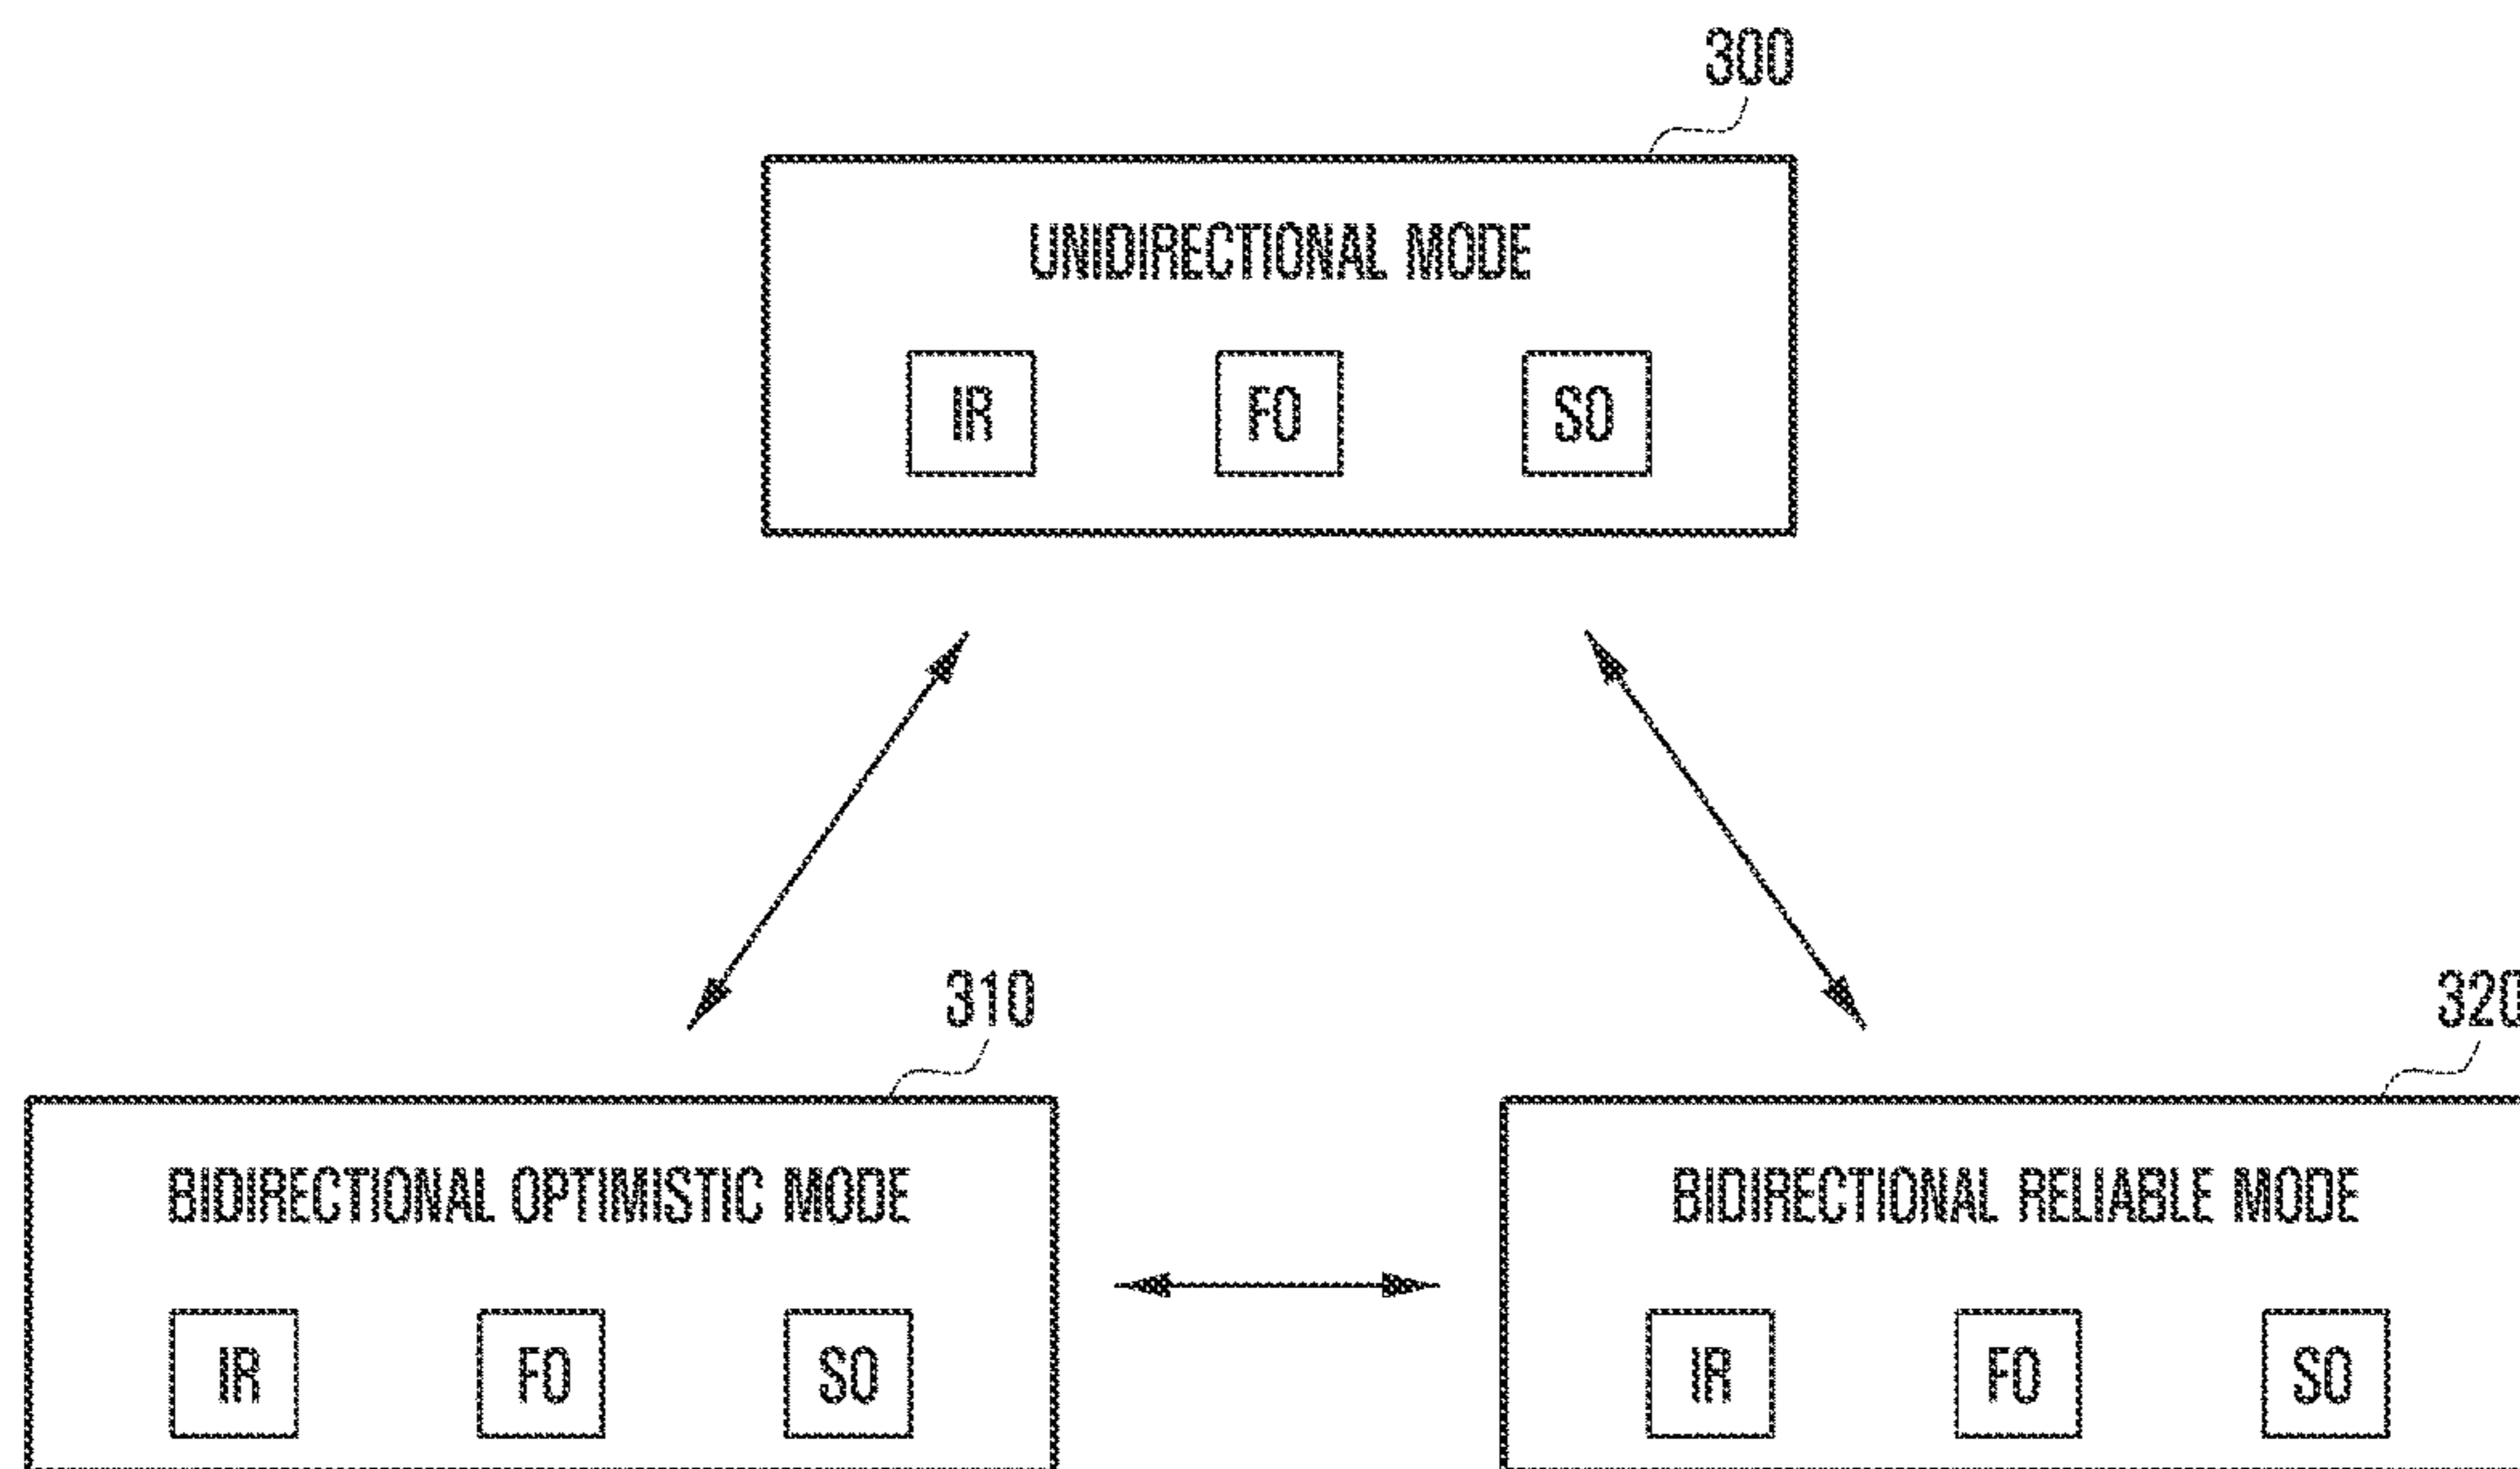 300
UNIDIRECTIONAL MODE
IR FO SO
310
320
BIDIRECTIONAL OPTIMISTIC MODE
BIDIRECTIONAL RELIABLE MODE
IR FO SO
IR FO SO